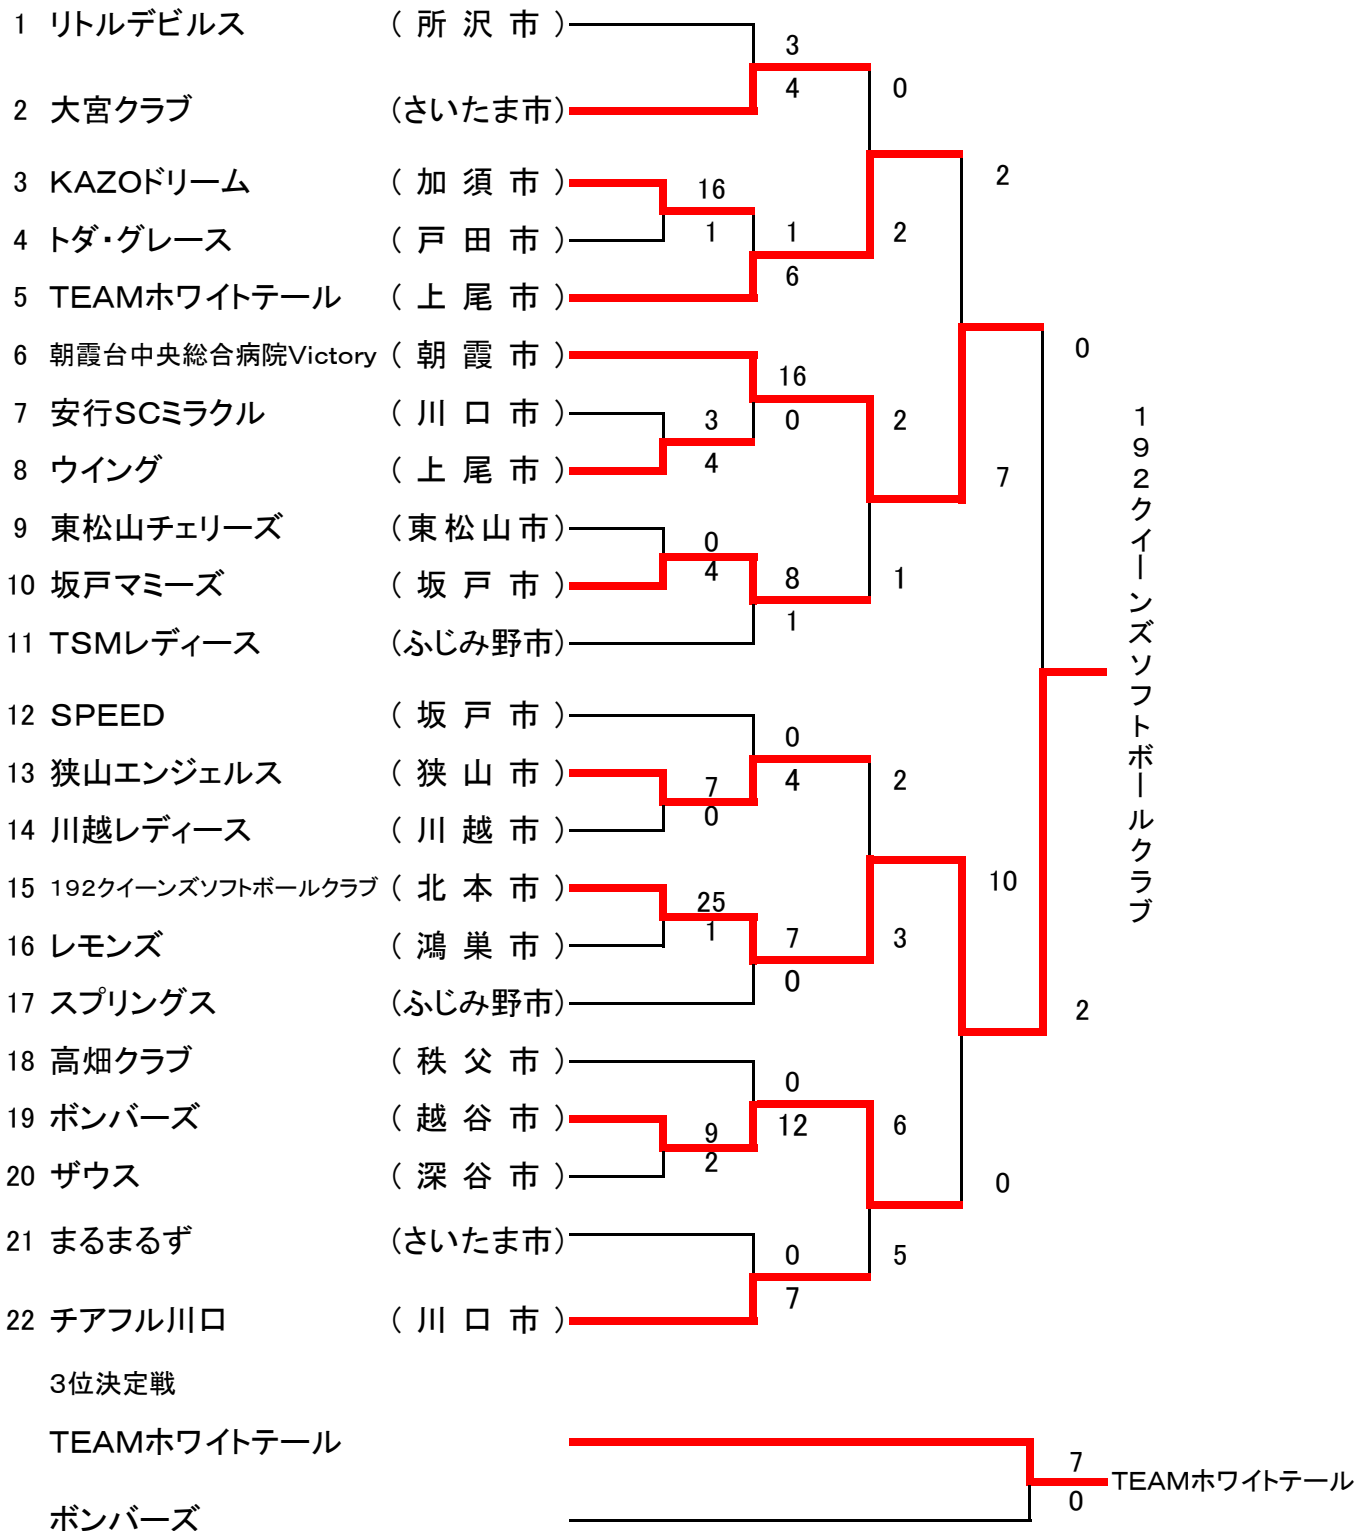 1 リトルデビルス (所沢市)
3
4
0
2 大宮クラブ (さいたま市)
2
3 KAZOドリーム (加須市)
16
1
4 トダ・グレース (戸田市)
1
6
2
5 TEAMホワイトテール (上尾市)
0
6 朝霞台中央総合病院Victory (朝霞市)
16
0
7 安行SCミラクル (川口市)
3
4
2
8 ウイング (上尾市)
7
9 東松山チェリーズ (東松山市)
0
4
10 坂戸マミーズ (坂戸市)
8
1
1
11 TSMレディース (ふじみ野市)
192クイーンズソフトボールクラブ
12 SPEED (坂戸市)
0
4
2
13 狭山エンジェルス (狭山市)
7
0
14 川越レディース (川越市)
10
15 192クイーンズソフトボールクラブ (北本市)
25
1
16 レモンズ (鴻巣市)
7
0
3
17 スプリングス (ふじみ野市)
2
18 高畑クラブ (秩父市)
0
12
6
19 ボンバーズ (越谷市)
9
2
20 ザウス (深谷市)
0
21 まるまるず (さいたま市)
0
7
5
22 チアフル川口 (川口市)
3位決定戦
TEAMホワイトテール
7
0
TEAMホワイトテール
ボンバーズ